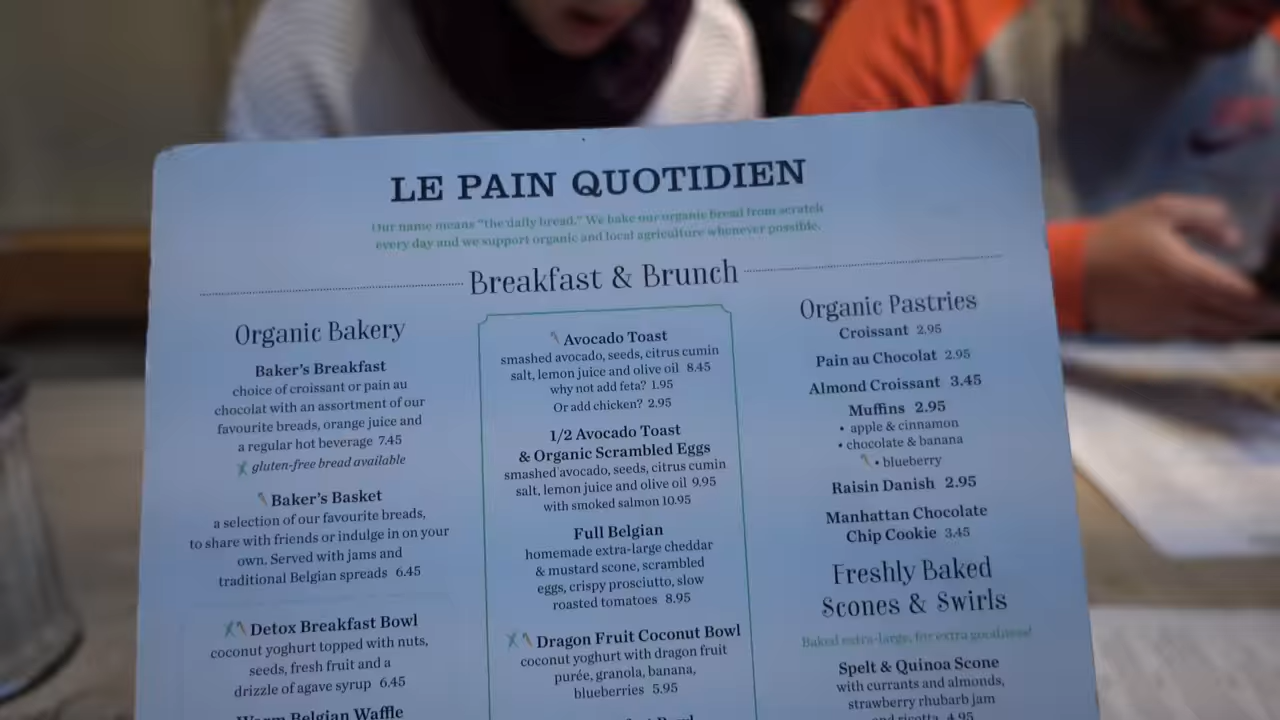 LE PAIN QUOTIDIEN
Our name means "the daily bread." We bake our organic bread from scratch
every day and we support organic and local agriculture whenever possible.
Breakfast & Brunch
Organic Bakery
Baker's Breakfast
choice of croissant or pain au
chocolat with an assortment of our
favourite breads, orange juice and
a regular hot beverage 7.45
gluten-free bread available
Baker's Basket
a selection of our favourite breads,
to share with friends or indulge in on your
own. Served with jams and
traditional Belgian spreads 6.45
Detox Breakfast Bowl
coconut yoghurt topped with nuts,
seeds, fresh fruit and a
drizzle of agave syrup 6.45
Warm Belgian Waffle
Avocado Toast
smashed avocado, seeds, citrus cumin
salt, lemon juice and olive oil 8.45
why not add feta? 1.95
Or add chicken? 2.95
1/2 Avocado Toast
& Organic Scrambled Eggs
smashed avocado, seeds, citrus cumin
salt, lemon juice and olive oil 9.95
with smoked salmon 10.95
Full Belgian
homemade extra-large cheddar
& mustard scone, scrambled
eggs, crispy prosciutto, slow
roasted tomatoes 8.95
Dragon Fruit Coconut Bowl
coconut yoghurt with dragon fruit
purée, granola, banana,
blueberries 5.95
Bowl
Organic Pastries
Croissant 2.95
Pain au Chocolat 2.95
Almond Croissant 3.45
Muffins 2.95
• apple & cinnamon
• chocolate & banana
• blueberry
Raisin Danish 2.95
Manhattan Chocolate
Chip Cookie 3.45
Freshly Baked
Scones & Swirls
Baked extra-large, for extra goodness!
Spelt & Quinoa Scone
with currants and almonds,
strawberry rhubarb jam
and ricotta 4.95